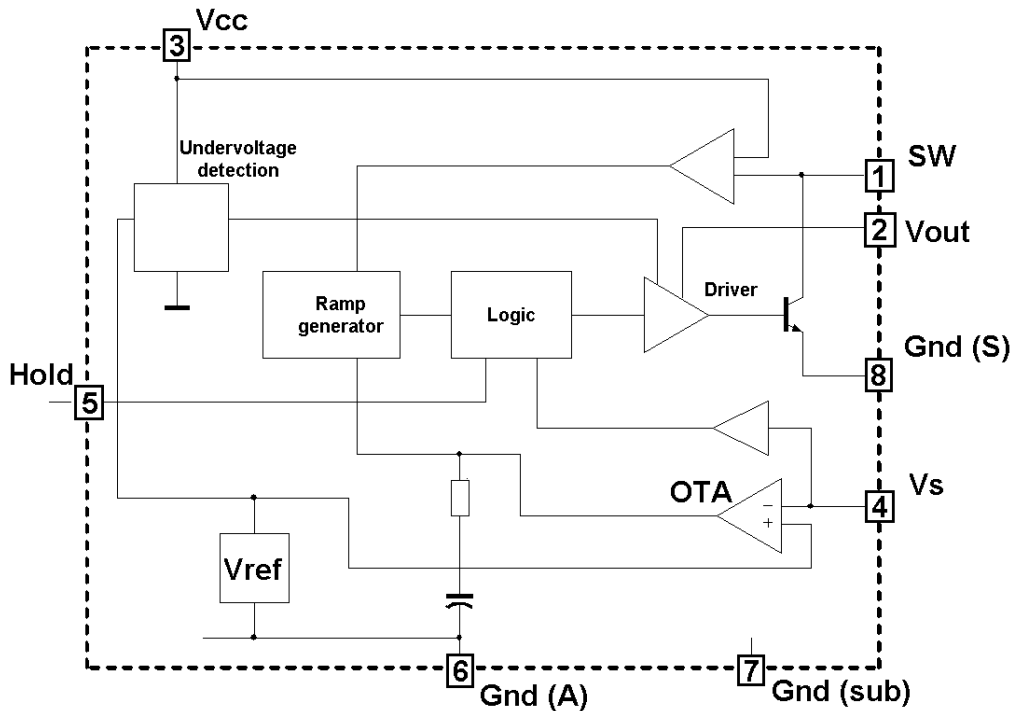 Vcc
3
Undervoltage
detection
SW
1
2
Vout
Ramp
generator
Logic
Driver
Gnd (S)
8
Hold
5
OTA
Vs
4
−
+
Vref
6
Gnd (A)
7
Gnd (sub)